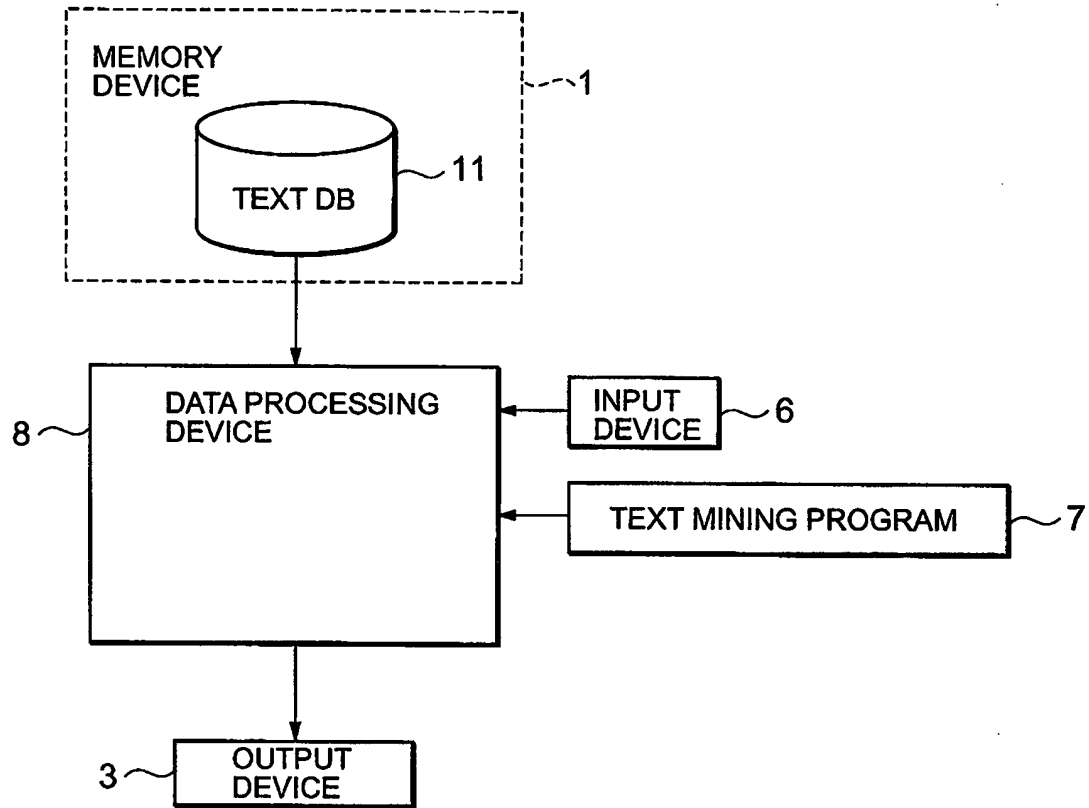 MEMORY
DEVICE
1
11
TEXT DB
DATA PROCESSING
DEVICE
8
INPUT
DEVICE
6
TEXT MINING PROGRAM
7
OUTPUT
DEVICE
3